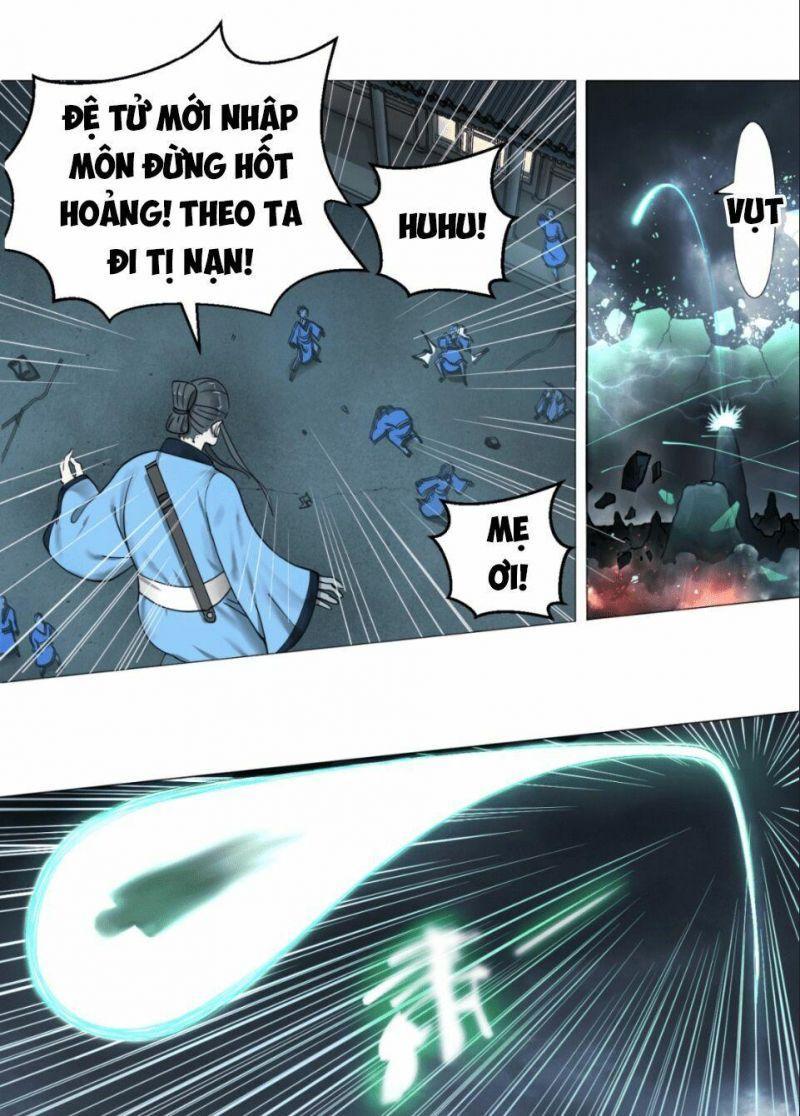 ĐỆ TỬ MỚI NHẬP
MÔN ĐỪNG HỐT
HOẢNG! THEO TA
ĐI TỊ NẠN!
HUHU!
VỤT
MẸ
ƠI!